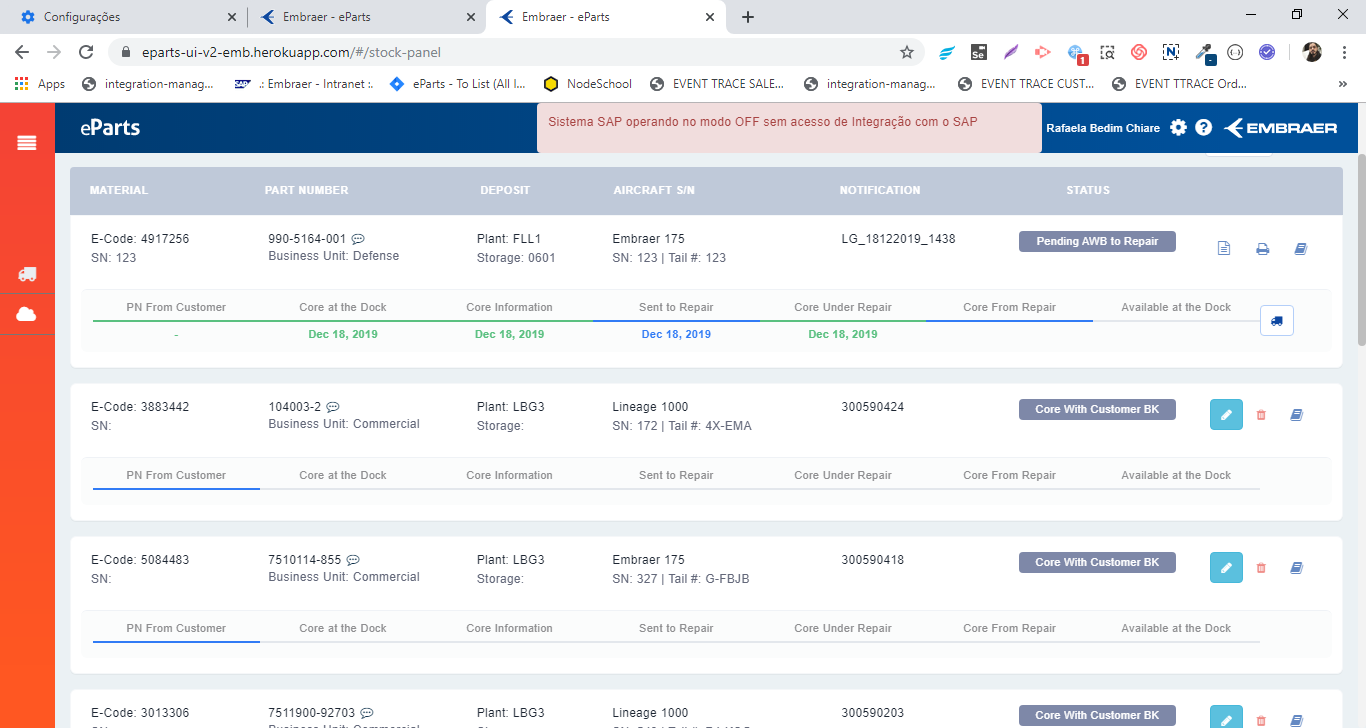 Configurações
Embraer - eParts
Embraer - eParts
eparts-ui-v2-emb.herokuapp.com/#/stock-panel
Se
1
N
Apps
integration-manag...
SAP
.: Embraer - Intranet :.
eParts - To List (All I...
NodeSchool
EVENT TRACE SALE...
integration-manag...
EVENT TRACE CUST...
EVENT TTRACE Ord...
»
eParts
Sistema SAP operando no modo OFF sem acesso de Integração com o SAP
Rafaela Bedim Chiare
EMBRAER
MATERIAL PART NUMBER DEPOSIT AIRCRAFT S/N NOTIFICATION STATUS
E-Code: 4917256 990-5164-001 Plant: FLL1 Embraer 175 LG_18122019_1438 Pending AWB to Repair
SN: 123 Business Unit: Defense Storage: 0601 SN: 123 | Tail #: 123
PN From Customer Core at the Dock Core Information Sent to Repair Core Under Repair Core From Repair Available at the Dock
- Dec 18, 2019 Dec 18, 2019 Dec 18, 2019 Dec 18, 2019
E-Code: 3883442 104003-2 Plant: LBG3 Lineage 1000 300590424 Core With Customer BK
SN: Business Unit: Commercial Storage: SN: 172 | Tail #: 4X-EMA
PN From Customer Core at the Dock Core Information Sent to Repair Core Under Repair Core From Repair Available at the Dock
E-Code: 5084483 7510114-855 Plant: LBG3 Embraer 175 300590418 Core With Customer BK
SN: Business Unit: Commercial Storage: SN: 327 | Tail #: G-FBJB
PN From Customer Core at the Dock Core Information Sent to Repair Core Under Repair Core From Repair Available at the Dock
E-Code: 3013306 7511900-92703 Plant: LBG3 Lineage 1000 300590203 Core With Customer BK